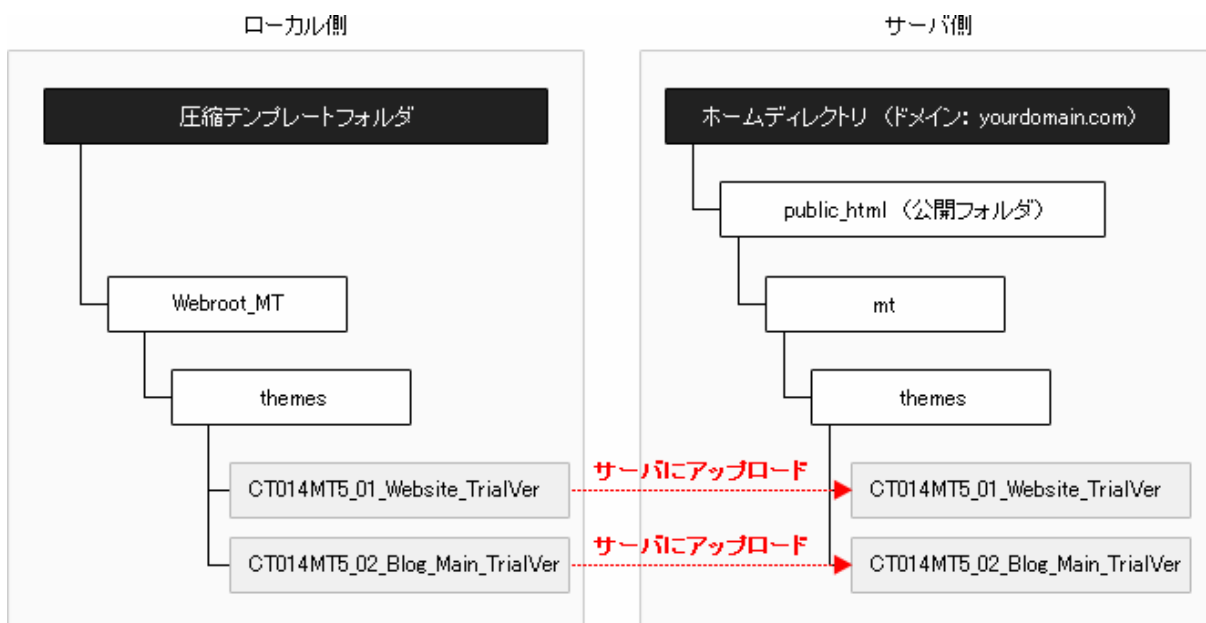 ローカル側
サーバ側
圧縮テンプレートフォルダ
ホームディレクトリ （ドメイン： yourdomain.com）
public_html （公開フォルダ）
Webroot_MT
mt
themes
themes
サーバにアップロード
CT014MT5_01_Website_TrialVer
CT014MT5_01_Website_TrialVer
サーバにアップロード
CT014MT5_02_Blog_Main_TrialVer
CT014MT5_02_Blog_Main_TrialVer